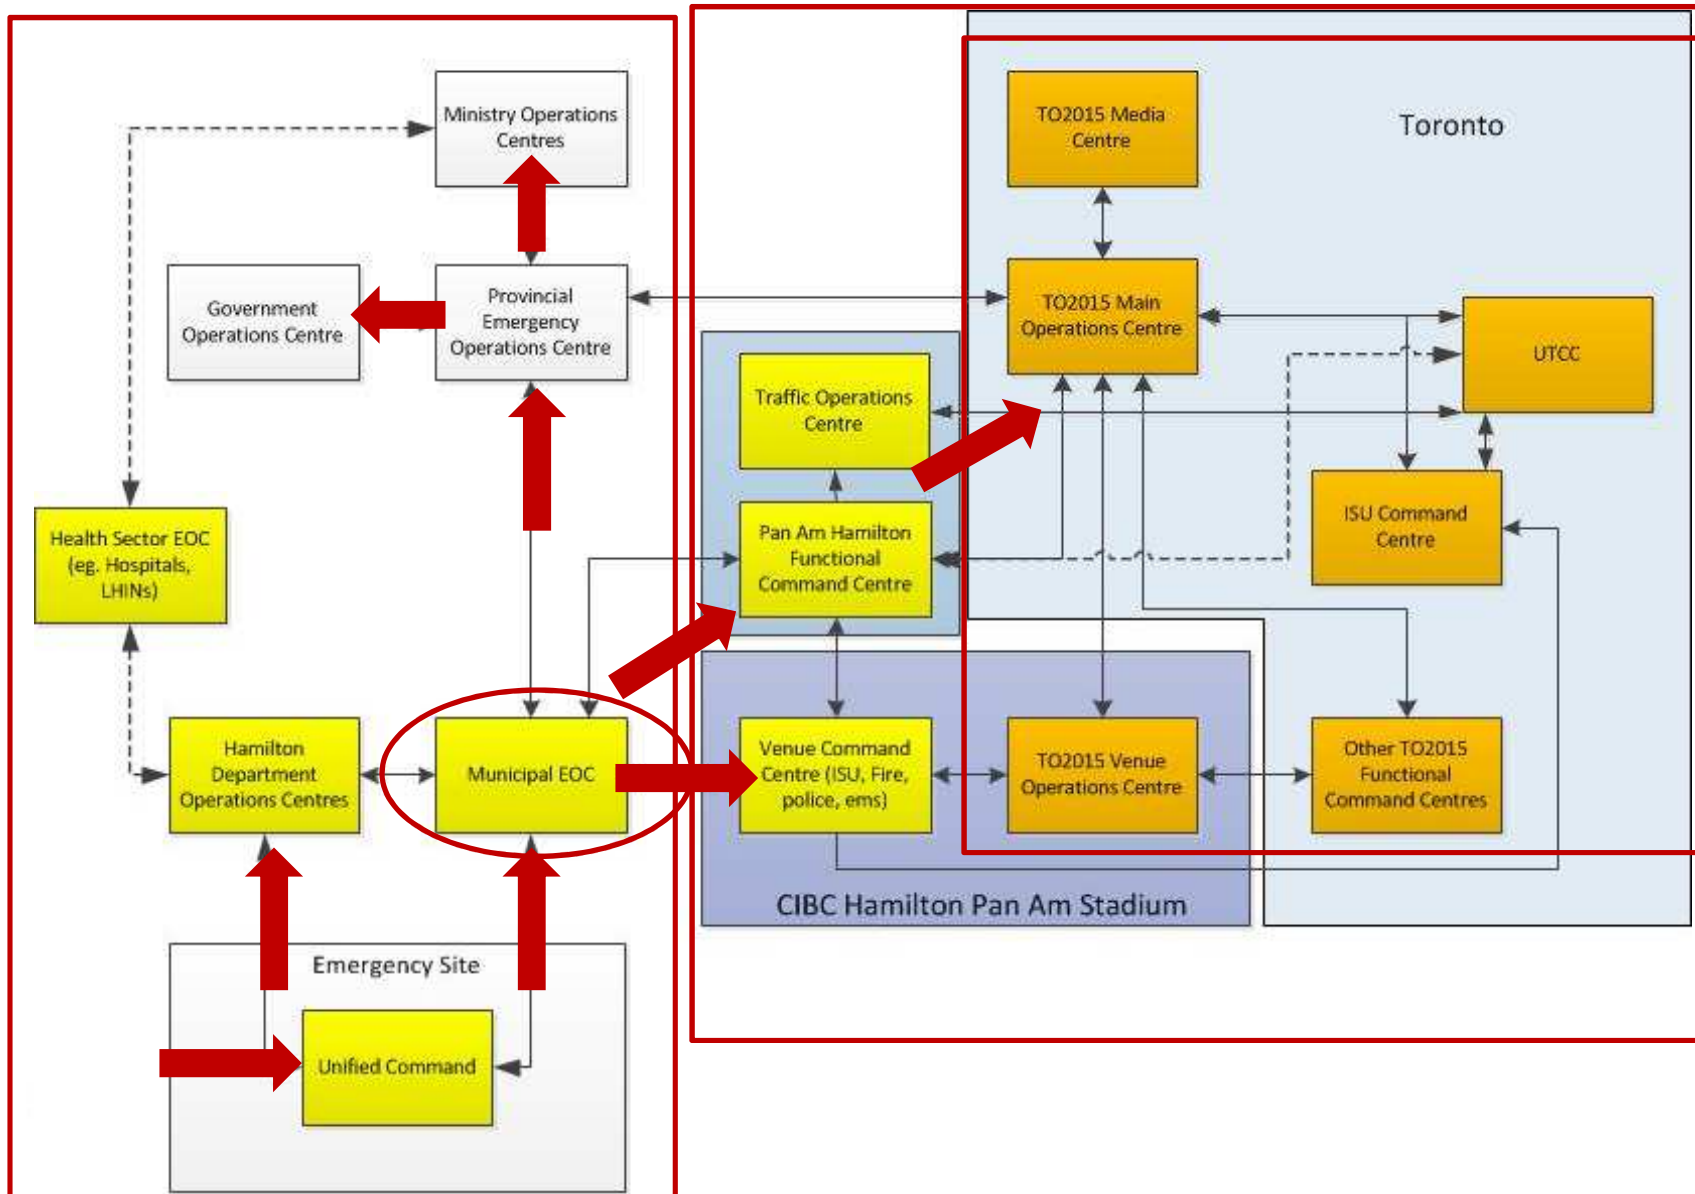 Ministry Operations
Centres
Government
Operations Centre
Provincial
Emergency
Operations Centre
Health Sector EOC
(eg. Hospitals,
LHINs)
Hamilton
Department
Operations Centres
Municipal EOC
Emergency Site
Unified Command
Traffic Operations
Centre
Pan Am Hamilton
Functional
Command Centre
Venue Command
Centre (ISU, Fire,
police, ems)
TO2015 Venue
Operations Centre
CIBC Hamilton Pan Am Stadium
Toronto
TO2015 Media
Centre
TO2015 Main
Operations Centre
UTCC
ISU Command
Centre
Other TO2015
Functional
Command Centres